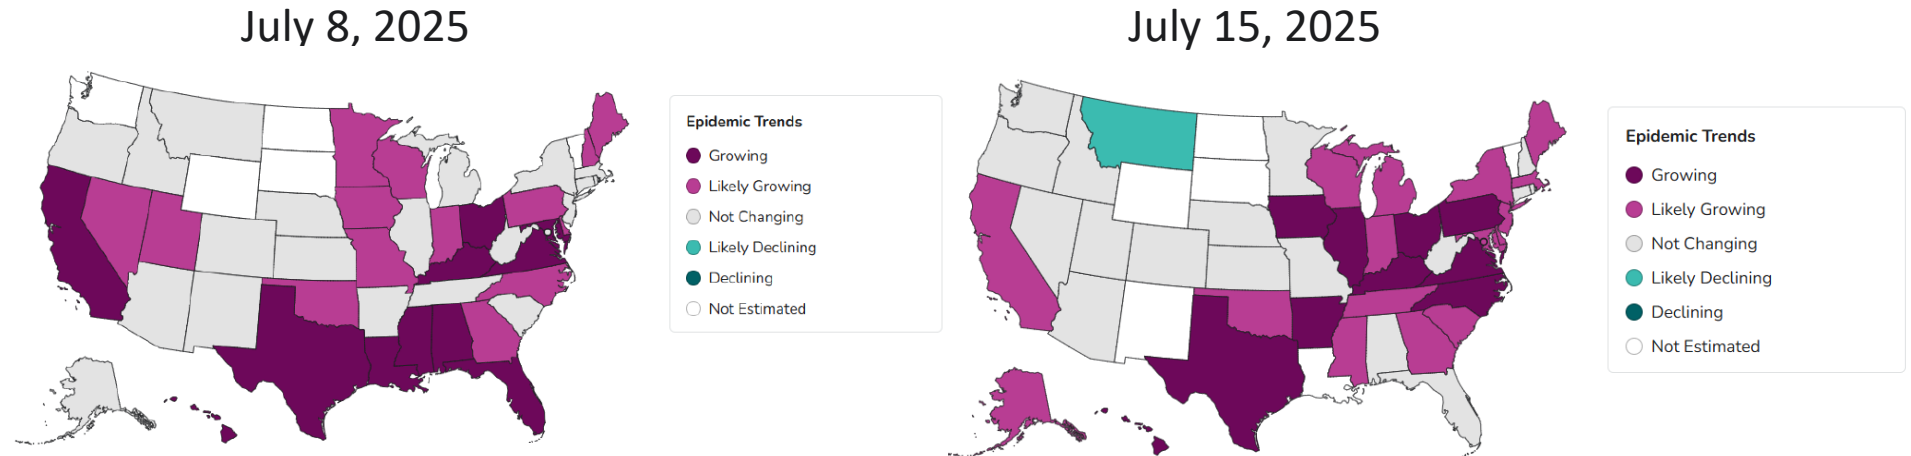 July 8, 2025
Epidemic Trends
Growing
Likely Growing
Not Changing
Likely Declining
Declining
Not Estimated
July 15, 2025
Epidemic Trends
Growing
Likely Growing
Not Changing
Likely Declining
Declining
Not Estimated